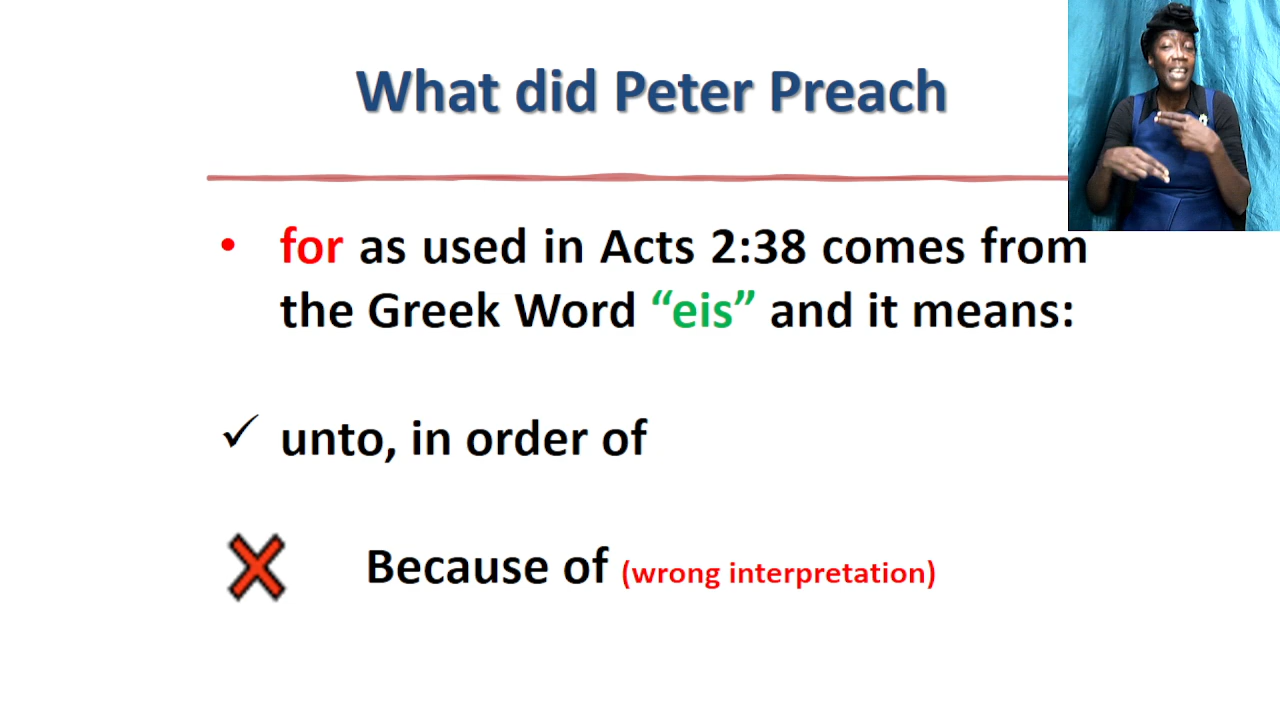 What did Peter Preach
• for as used in Acts 2:38 comes from
the Greek Word “eis” and it means:
✓ unto, in order of
Because of (wrong interpretation)